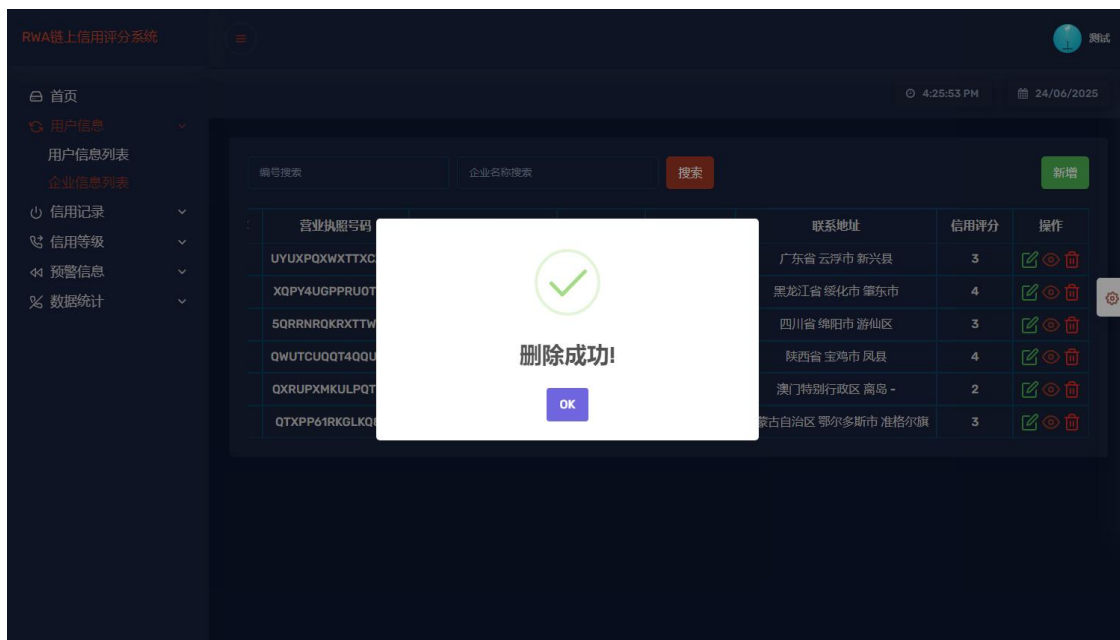 RWA链上信用评分系统
测试
首页
4:25:53 PM 24/06/2025
用户信息
用户信息列表
编号搜索 企业名称搜索 搜索 新增
企业信息列表
信用记录
信用等级
预警信息
数据统计
营业执照号码 联系地址 信用评分 操作
UYUXPQXWXTTXC 广东省 云浮市 新兴县 3
XQPY4UGPPRU0T 黑龙江省 绥化市 肇东市 4
5QRRNRQKRXTTW 四川省 绵阳市 游仙区 3
QWUTCUQQT4QQU 陕西省 宝鸡市 凤县 4
QXRUPXMKULPQT 澳门特别行政区 离岛 - 2
QTXPP61RKGLKQ 蒙古自治区 鄂尔多斯市 准格尔旗 3
删除成功!
OK